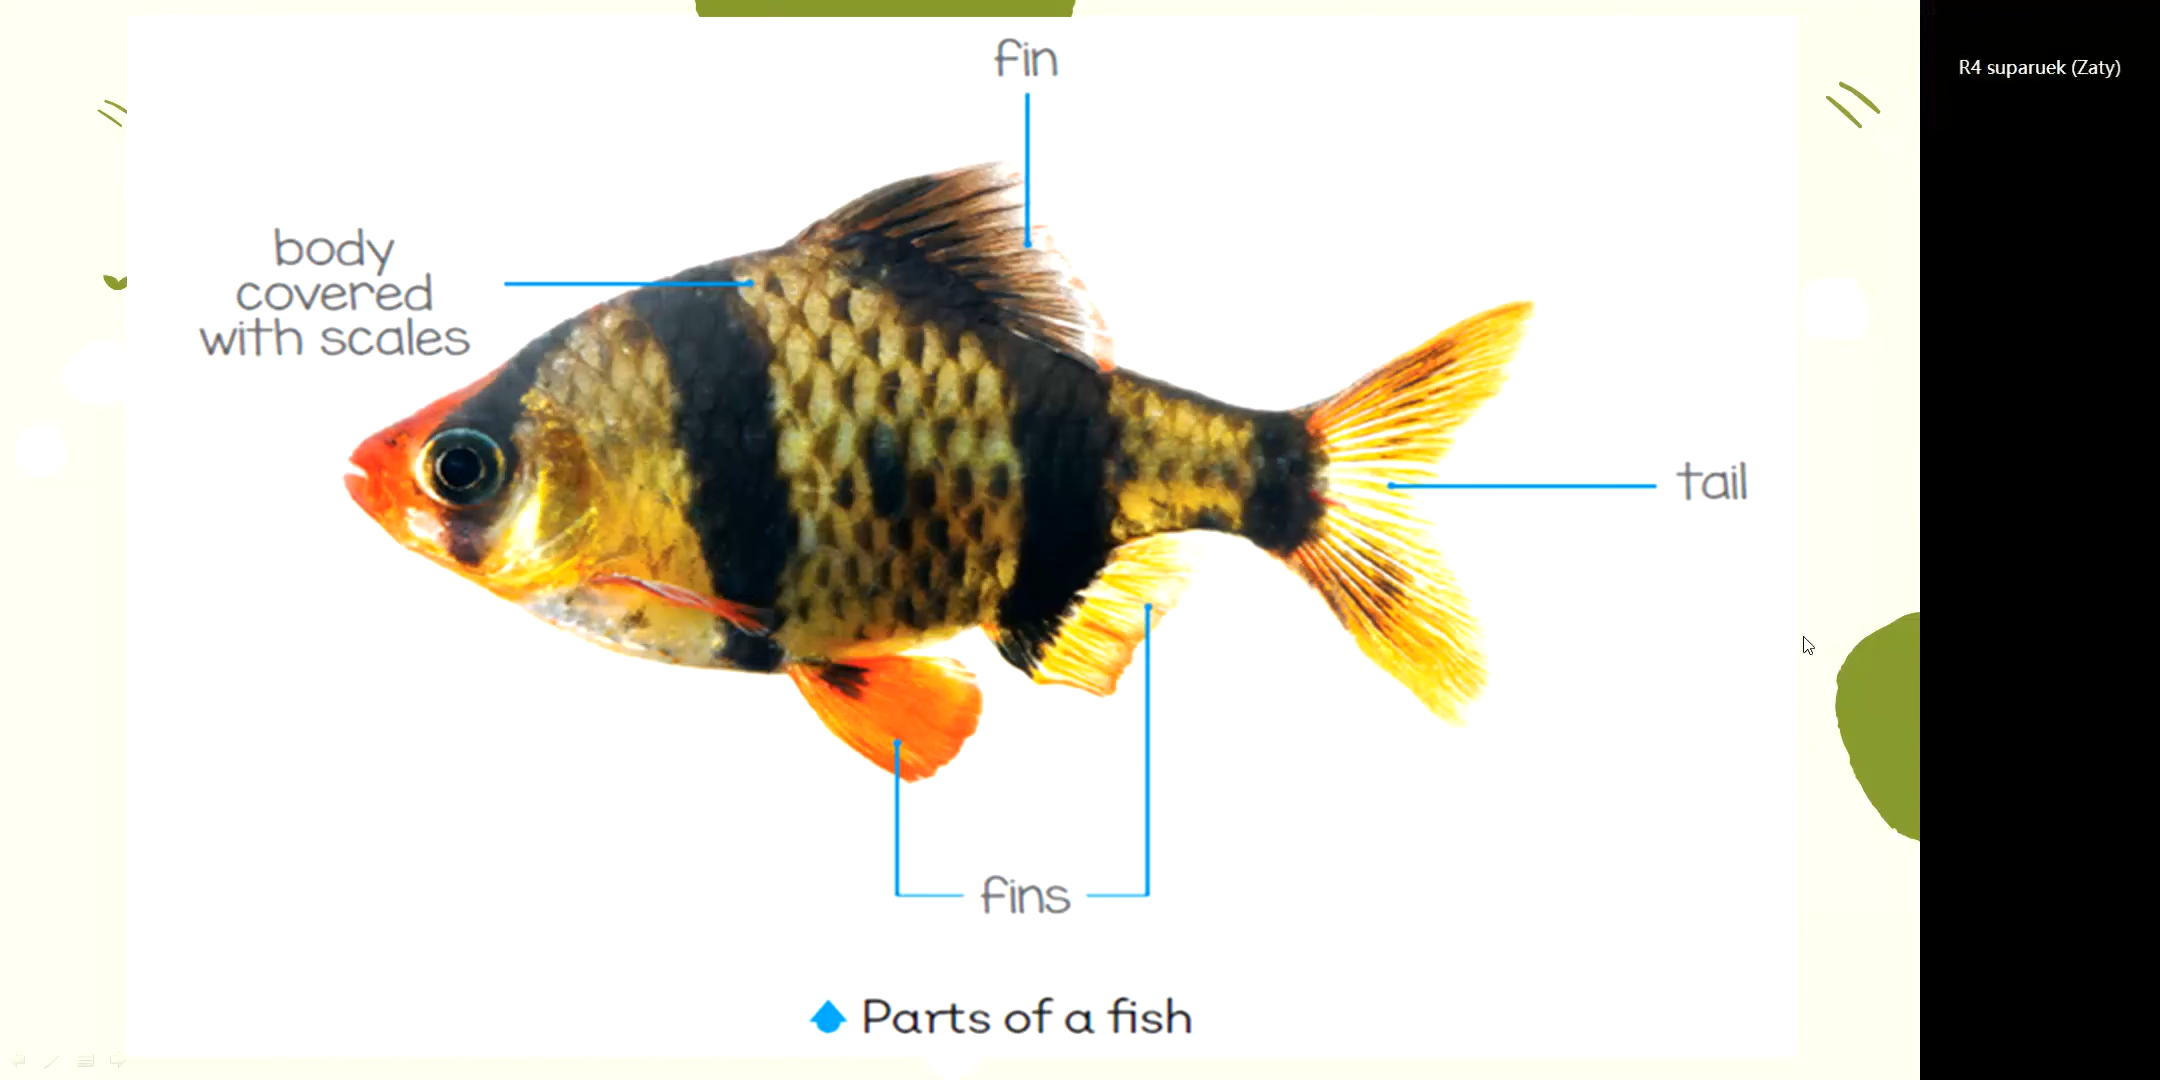 fin
body
covered
with scales
tail
fins
Parts of a fish
R4 suparuek (Zaty)